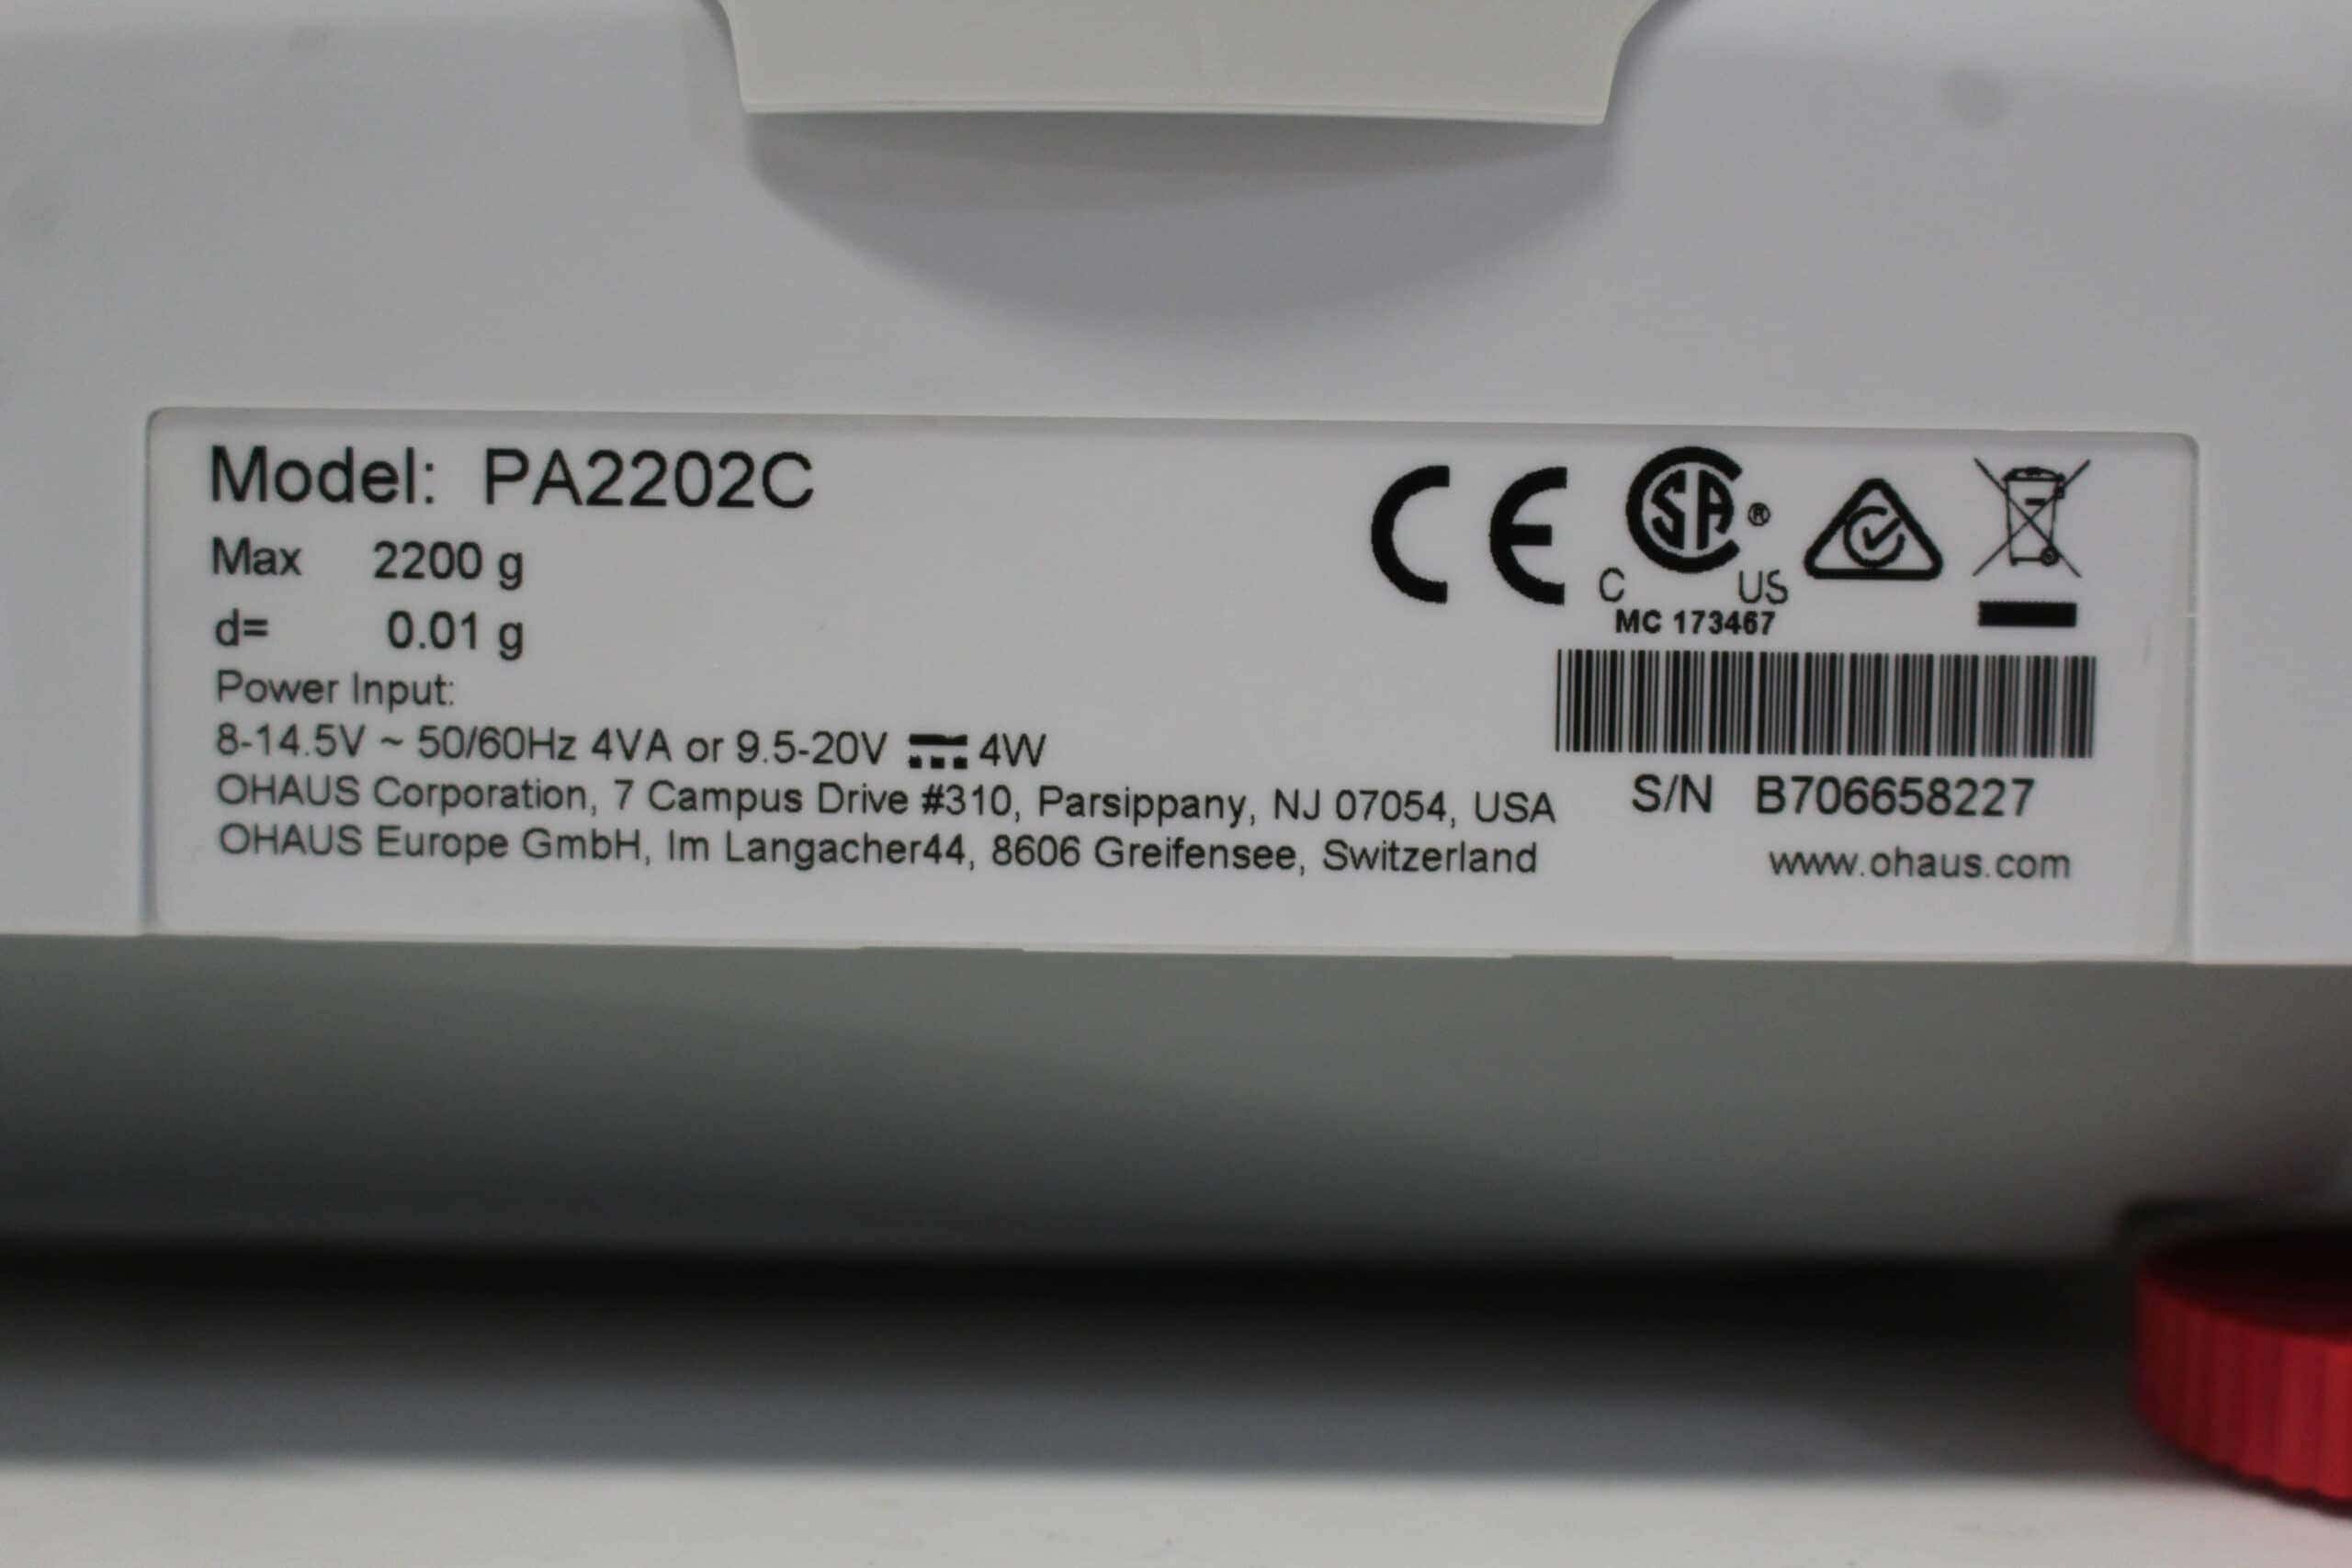 Model: PA2202C
Max 2200 g
d= 0.01 g
Power Input:
8-14.5V ~ 50/60Hz 4VA or 9.5-20V ⎓ 4W
OHAUS Corporation, 7 Campus Drive #310, Parsippany, NJ 07054, USA
OHAUS Europe GmbH, Im Langacher44, 8606 Greifensee, Switzerland
CE
SA ®
C US
MC 173467
S/N B706658227
www.ohaus.com